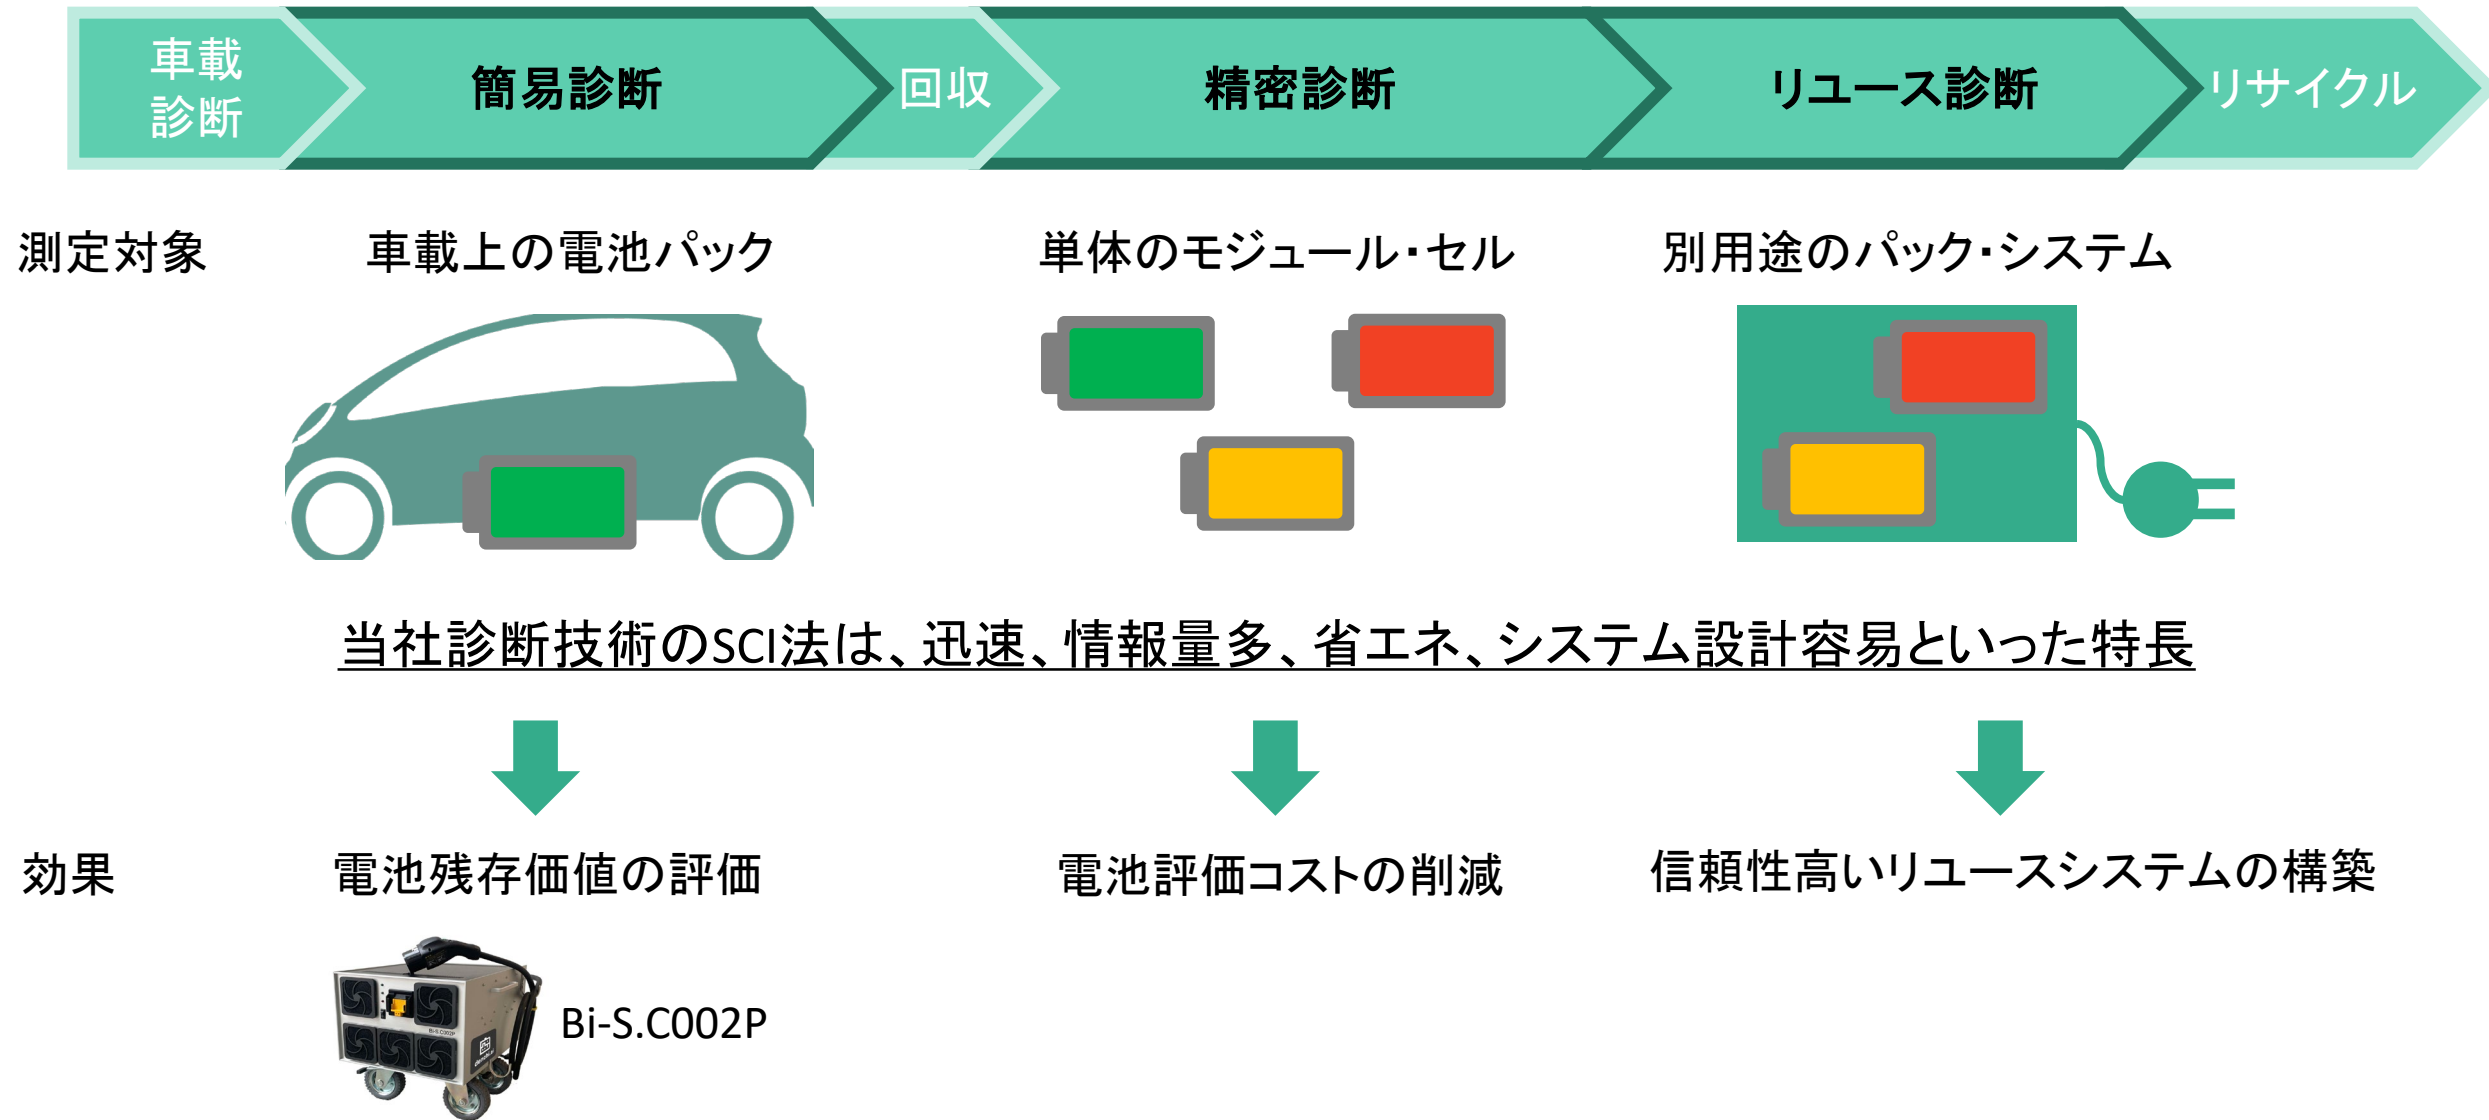 車載
診断
簡易診断
回収
精密診断
リユース診断
リサイクル
測定対象
車載上の電池パック
単体のモジュール・セル
別用途のパック・システム
当社診断技術のSCI法は、迅速、情報量多、省エネ、システム設計容易といった特長
効果
電池残存価値の評価
電池評価コストの削減
信頼性高いリユースシステムの構築
Bi-S.C002P
Bi-S.C002P